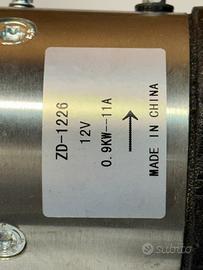 ZD-1226
12V
0.9KW--11A
MADE IN CHINA
subito